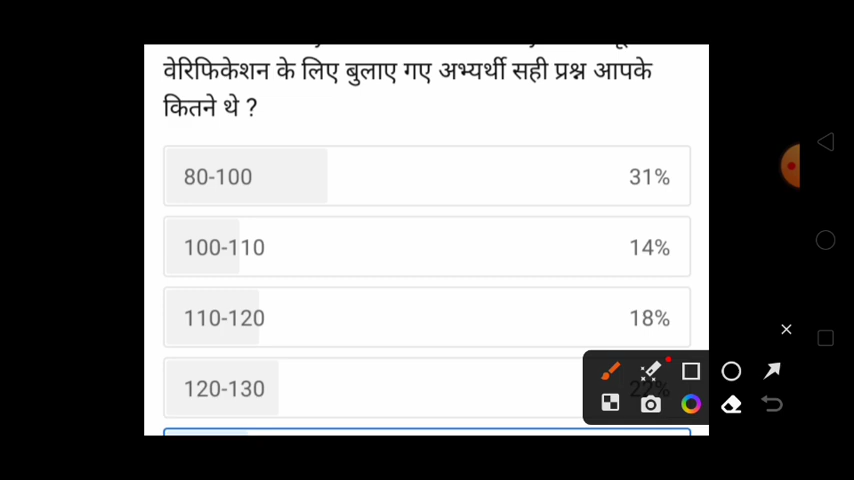 वेरिफिकेशन के लिए बुलाए गए अभ्यर्थी सही प्रश्न आपके
कितने थे ?
80-100 31%
100-110 14%
110-120 18%
120-130 22%